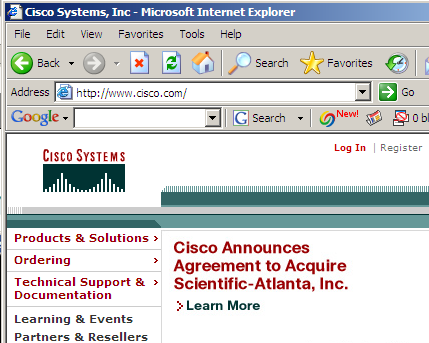 Cisco Systems, Inc - Microsoft Internet Explorer
File Edit View Favorites Tools Help
Back Search Favorites
Address http://www.cisco.com/ Go
Google Search New! 0 bl
CISCO SYSTEMS
Log In | Register
Products & Solutions
Ordering
Technical Support &
Documentation
Learning & Events
Partners & Resellers
Cisco Announces
Agreement to Acquire
Scientific-Atlanta, Inc.
Learn More